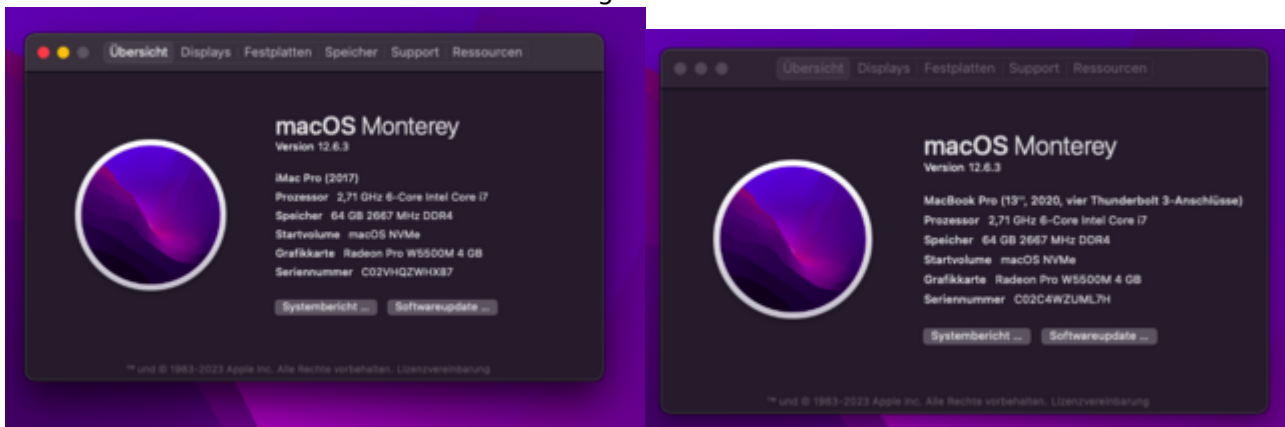 Übersicht Displays Festplatten Speicher Support Ressourcen
macOS Monterey
Version 12.6.3
iMac Pro (2017)
Prozessor 2,71 GHz 6-Core Intel Core i7
Speicher 64 GB 2667 MHz DDR4
Startvolume macOS NVMe
Grafikkarte Radeon Pro W5500M 4 GB
Seriennummer C02VHQZWHX87
Systembericht ... Softwareupdate ...
™ und © 1983-2023 Apple Inc. Alle Rechte vorbehalten. Lizenzvereinbarung
Übersicht Displays Festplatten Support Ressourcen
macOS Monterey
Version 12.6.3
MacBook Pro (13", 2020, vier Thunderbolt 3-Anschlüsse)
Prozessor 2,71 GHz 6-Core Intel Core i7
Speicher 64 GB 2667 MHz DDR4
Startvolume macOS NVMe
Grafikkarte Radeon Pro W5500M 4 GB
Seriennummer C02C4WZUML7H
Systembericht ... Softwareupdate ...
™ und © 1983-2023 Apple Inc. Alle Rechte vorbehalten. Lizenzvereinbarung